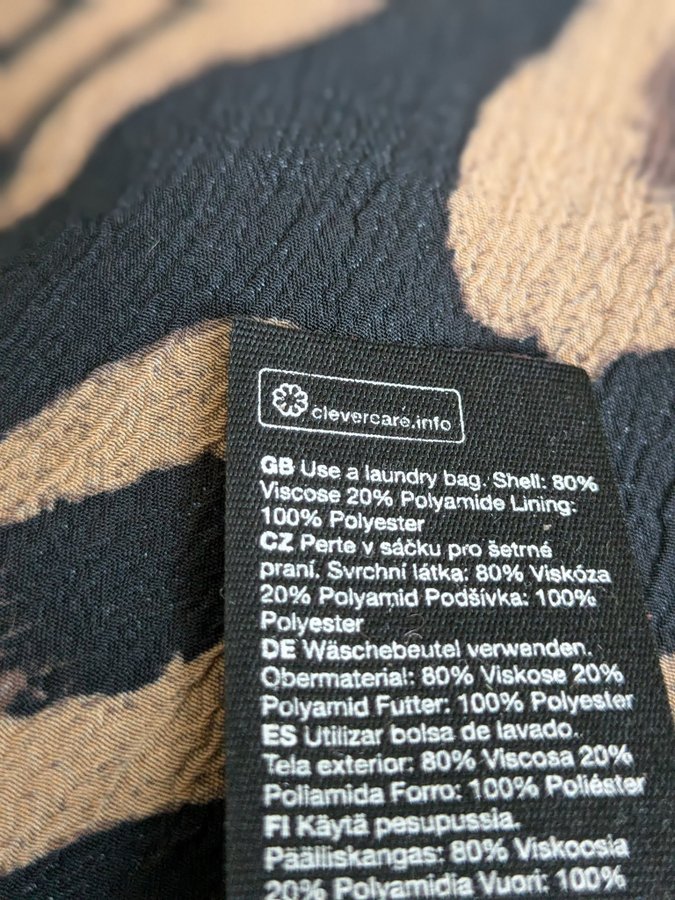 clevercare.info
GB Use a laundry bag. Shell: 80%
Viscose 20% Polyamide Lining:
100% Polyester
CZ Perte v sáčku pro šetrné
praní. Svrchní látka: 80% Viskóza
20% Polyamid Podšívka: 100%
Polyester
DE Wäschebeutel verwenden.
Obermaterial: 80% Viskose 20%
Polyamid Futter: 100% Polyester
ES Utilizar bolsa de lavado.
Tela exterior: 80% Viscosa 20%
Poliamida Forro: 100% Poliéster
FI Käytä pesupussia.
Päälliskangas: 80% Viskoosia
20% Polyamidia Vuori: 100%